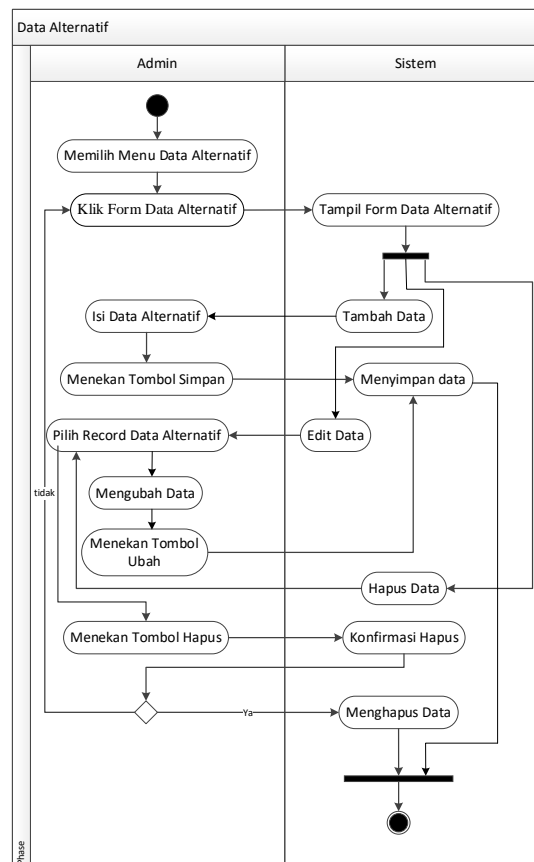 Data Alternatif
Admin
Sistem
Memilih Menu Data Alternatif
Klik Form Data Alternatif
Tampil Form Data Alternatif
Isi Data Alternatif
Tambah Data
Menekan Tombol Simpan
Menyimpan data
Pilih Record Data Alternatif
Edit Data
tidak
Mengubah Data
Menekan Tombol
Ubah
Hapus Data
Menekan Tombol Hapus
Konfirmasi Hapus
Ya
Menghapus Data
Phase